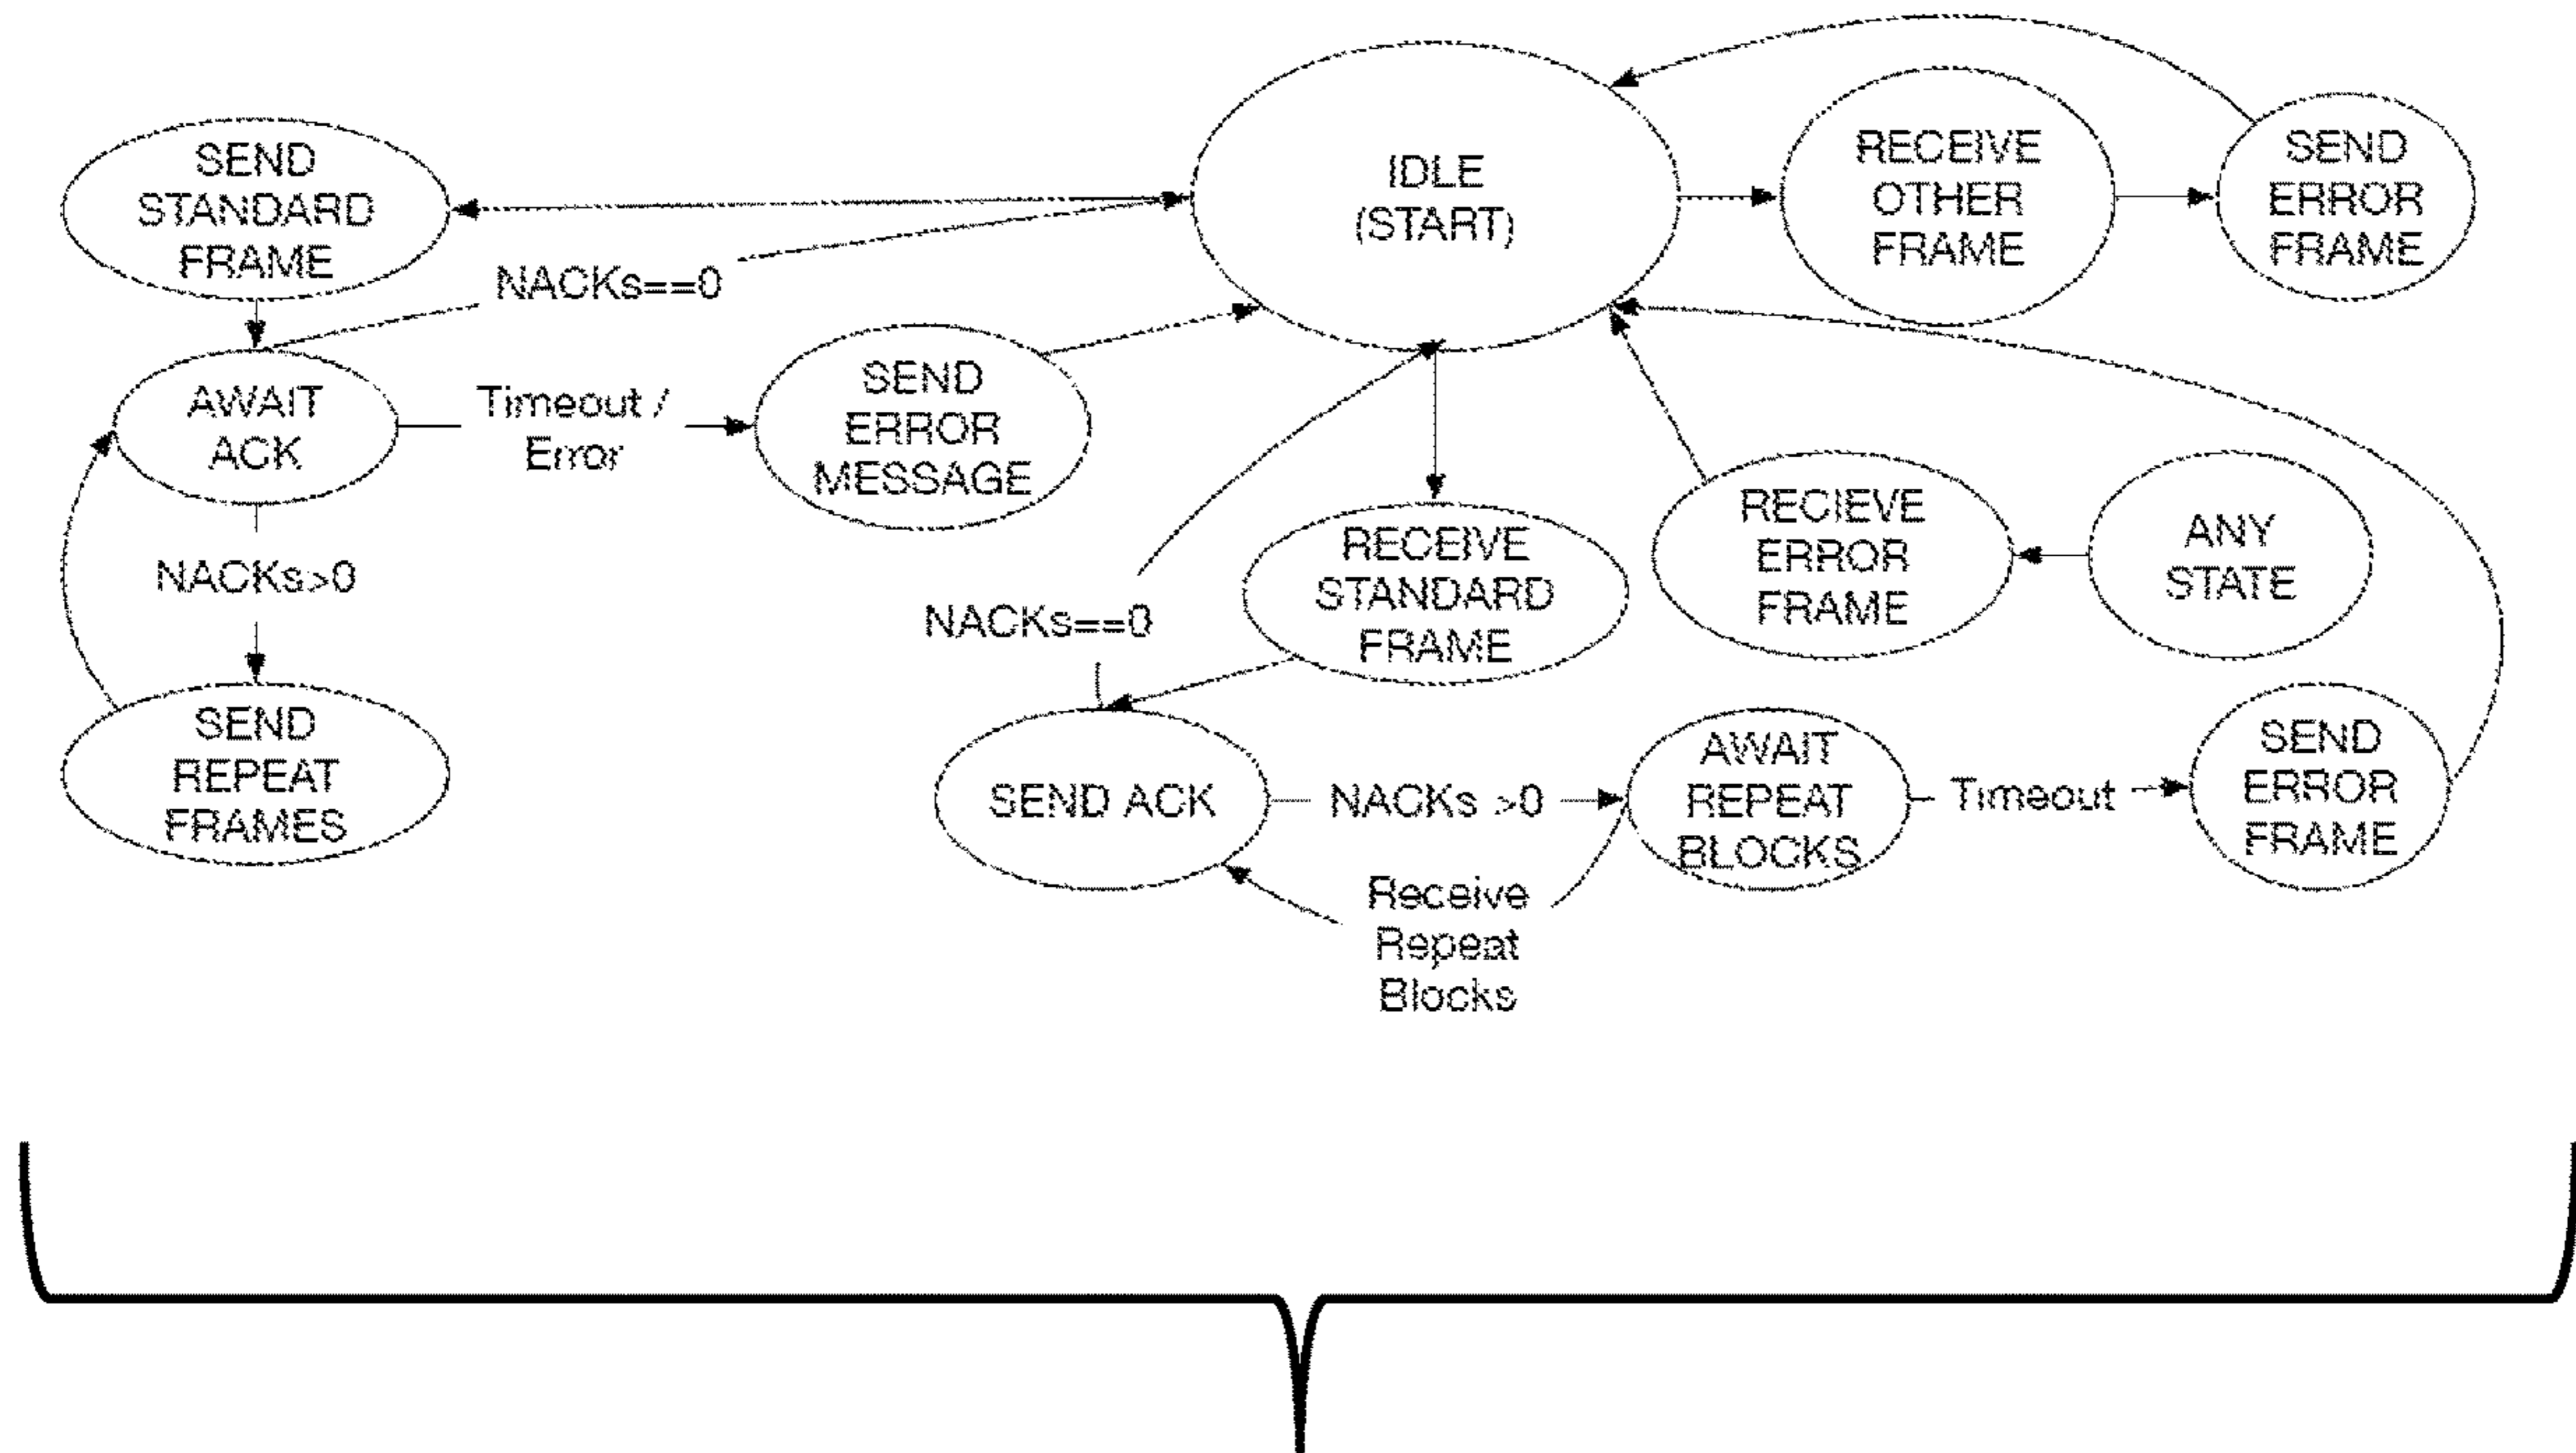 SEND
STANDARD
FRAME
IDLE
(START)
RECEIVE
OTHER
FRAME
SEND
ERROR
FRAME
NACKs==0
AWAIT
ACK
Timeout /
Error
SEND
ERROR
MESSAGE
NACKs>0
SEND
REPEAT
FRAMES
NACKs==0
RECEIVE
STANDARD
FRAME
RECIEVE
ERROR
FRAME
ANY
STATE
SEND ACK
NACKs >0
AWAIT
REPEAT
BLOCKS
Timeout
SEND
ERROR
FRAME
Receive
Repeat
Blocks